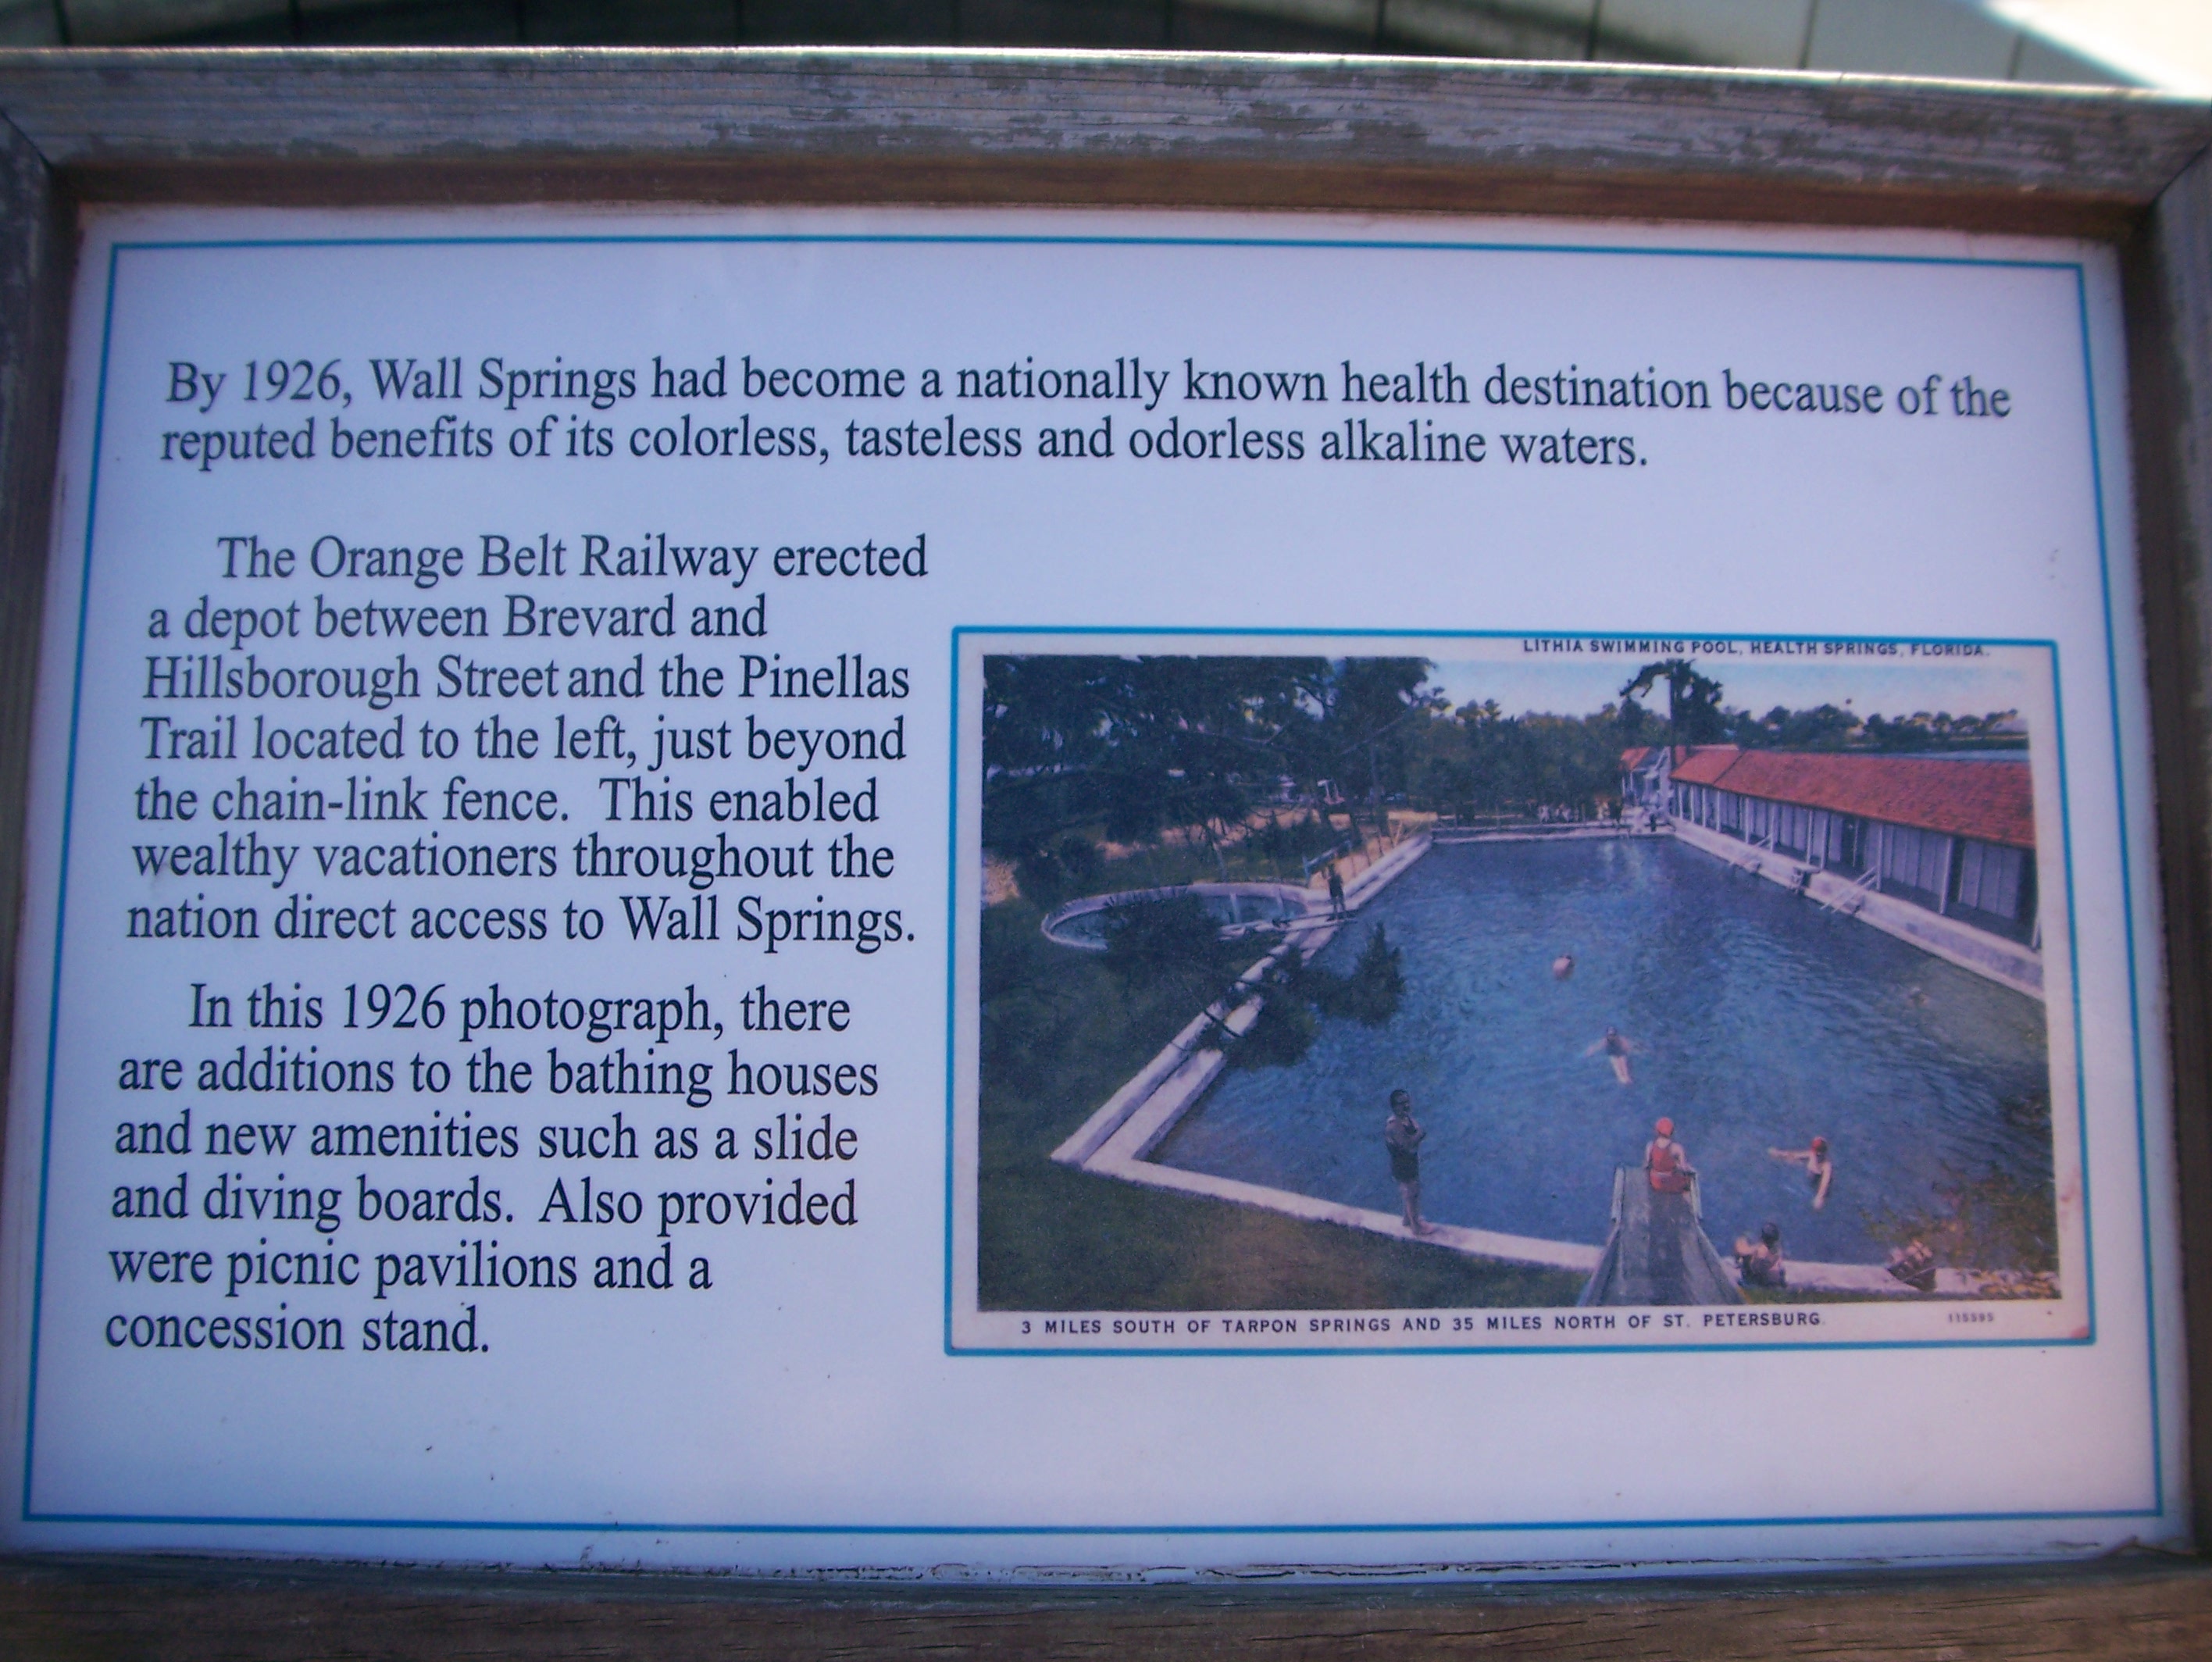 By 1926, Wall Springs had become a nationally known health destination because of the
reputed benefits of its colorless, tasteless and odorless alkaline waters.
The Orange Belt Railway erected
a depot between Brevard and
Hillsborough Street and the Pinellas
Trail located to the left, just beyond
the chain-link fence. This enabled
wealthy vacationers throughout the
nation direct access to Wall Springs.
In this 1926 photograph, there
are additions to the bathing houses
and new amenities such as a slide
and diving boards. Also provided
were picnic pavilions and a
concession stand.
LITHIA SWIMMING POOL, HEALTH SPRINGS, FLORIDA.
3 MILES SOUTH OF TARPON SPRINGS AND 35 MILES NORTH OF ST. PETERSBURG.